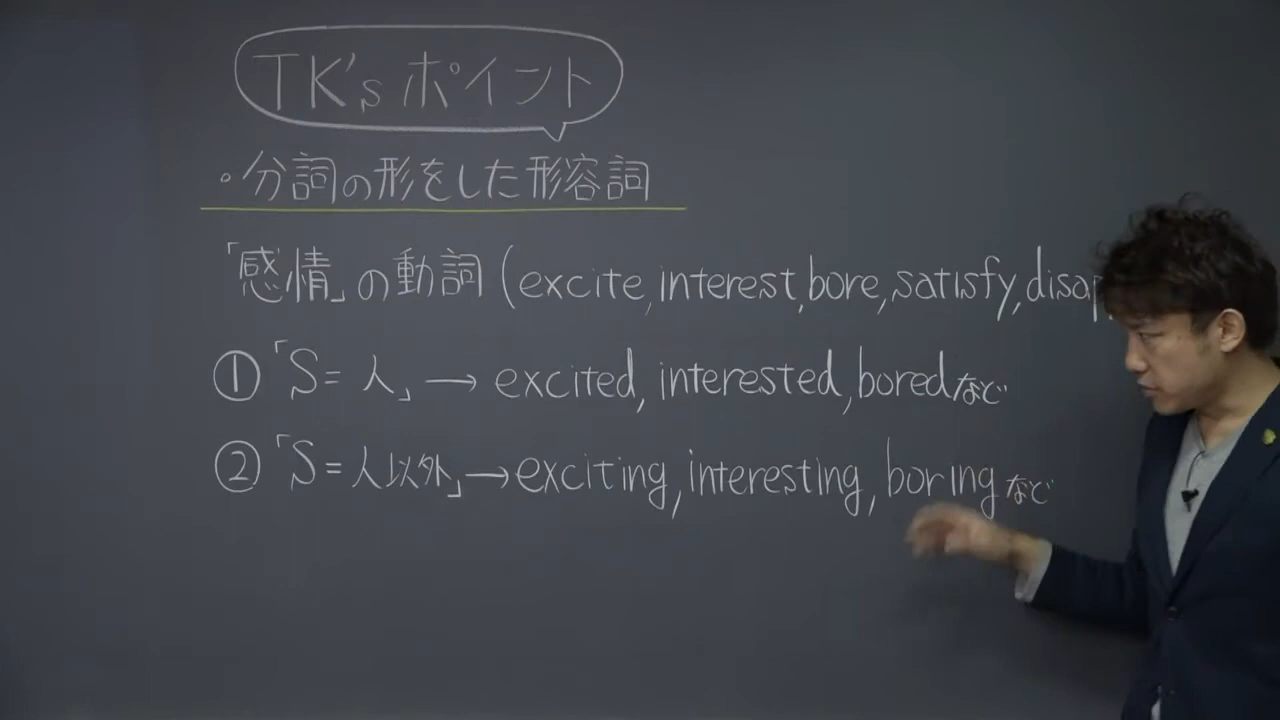 TK's ポイント
・分詞の形をした形容詞
「感情」の動詞 (excite, interest, bore, satisfy,
① 「S = 人」 → excited, interested, bored など
② 「S = 人以外」 → exciting, interesting, boring など